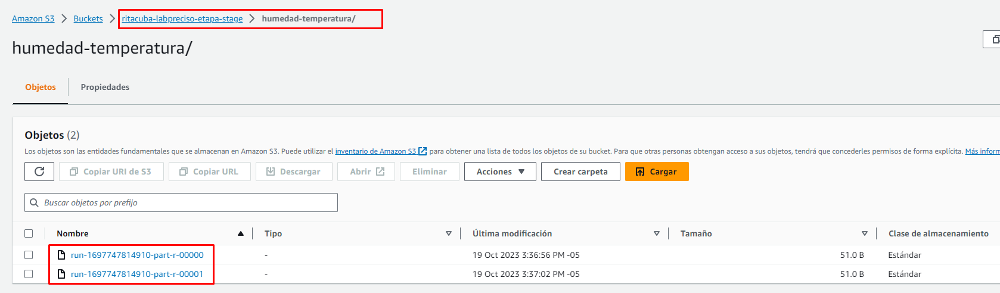 Amazon S3 > Buckets > ritacuba-labpreciso-etapa-stage > humedad-temperatura/
humedad-temperatura/
Objetos Propiedades
Objetos (2)
Los objetos son las entidades fundamentales que se almacenan en Amazon S3. Puede utilizar el inventario de Amazon S3 para obtener una lista de todos los objetos de su bucket. Para que otras personas obtengan acceso a sus objetos, tendrá que concederles permisos de forma explícita. Más inform
Copiar URI de S3 Copiar URL Descargar Abrir Eliminar Acciones Crear carpeta Cargar
Buscar objetos por prefijo
Nombre Tipo Última modificación Tamaño Clase de almacenamiento
run-1697747814910-part-r-00000 - 19 Oct 2023 3:36:56 PM -05 51.0 B Estándar
run-1697747814910-part-r-00001 - 19 Oct 2023 3:37:02 PM -05 51.0 B Estándar